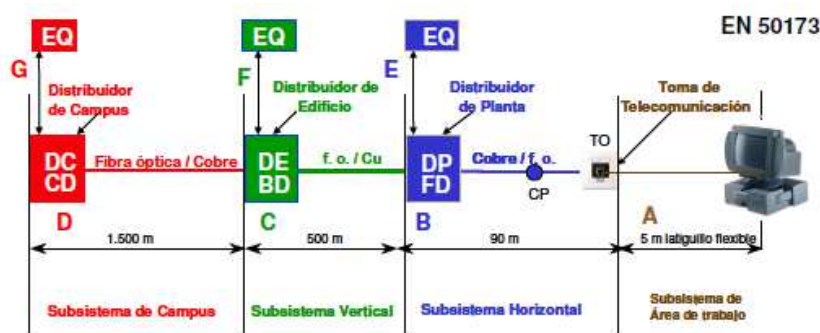 EN 50173
EQ
EQ
EQ
G
F
E
Distribuidor
de Campus
Distribuidor de
Edificio
Distribuidor
de Planta
Toma de
Telecomunicación
TO
DC
CD
Fibra óptica / Cobre
DE
BD
f. o. / Cu
DP
FD
Cobre / f. o.
CP
D
C
B
A
1.500 m
500 m
90 m
5 m latiguillo flexible
Subsistema de Campus
Subsistema Vertical
Subsistema Horizontal
Subsistema de
Área de trabajo